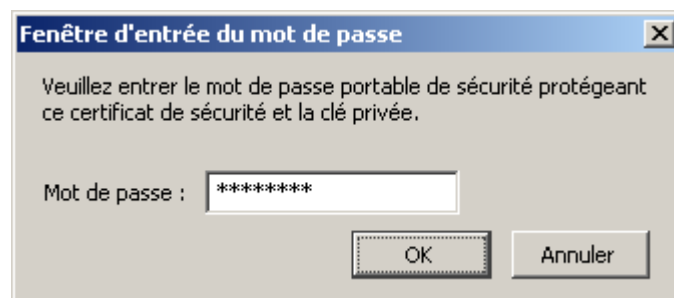 Fenêtre d'entrée du mot de passe
Veuillez entrer le mot de passe portable de sécurité protégeant
ce certificat de sécurité et la clé privée.
Mot de passe : ********
OK Annuler